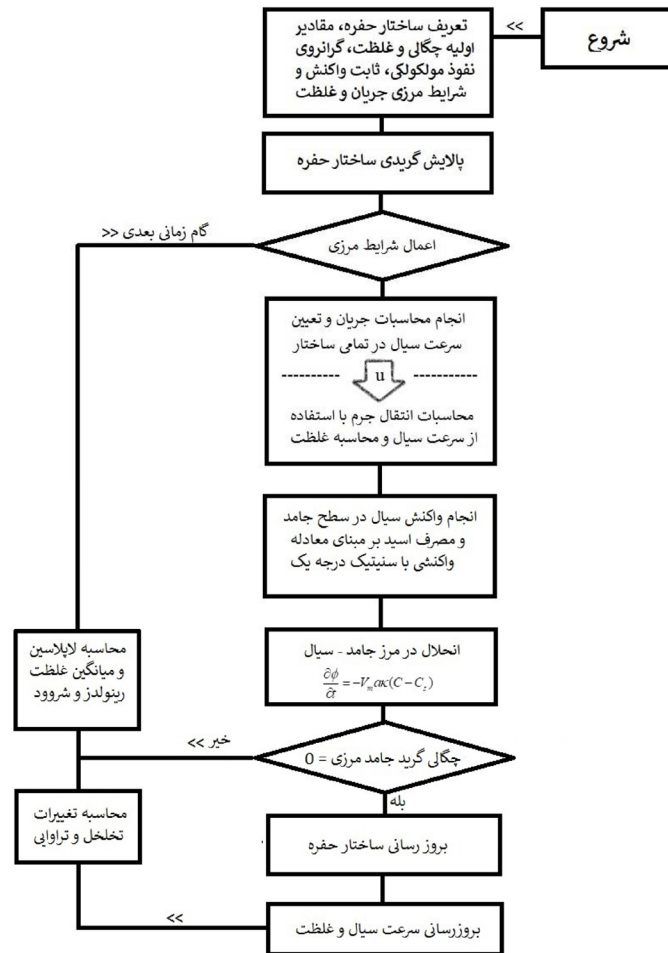 شروع
<<
تعریف ساختار حفره، مقادیر
اولیه چگالی و غلظت، گرانروی
نفوذ مولکولی، ثابت واکنش و
شرایط مرزی جریان و غلظت
پالایش گریدی ساختار حفره
اعمال شرایط مرزی
گام زمانی بعدی <<
انجام محاسبات جریان و تعیین
سرعت سیال در تمامی ساختار
u
محاسبات انتقال جرم با استفاده
از سرعت سیال و محاسبه غلظت
انجام واکنش سیال در سطح جامد
و مصرف اسید بر مبنای معادله
واکنشی با سنیتیک درجه یک
انحلال در مرز جامد - سیال
∂ϕ/∂t = -V_m aκ(C - C_s)
چگالی گرید جامد مرزی = 0
خیر <<
بله
محاسبه لاپلاسین
و میانگین غلظت
رینولدز و شروود
محاسبه تغییرات
تخلخل و تراوایی
بروز رسانی ساختار حفره
بروزرسانی سرعت سیال و غلظت
<<